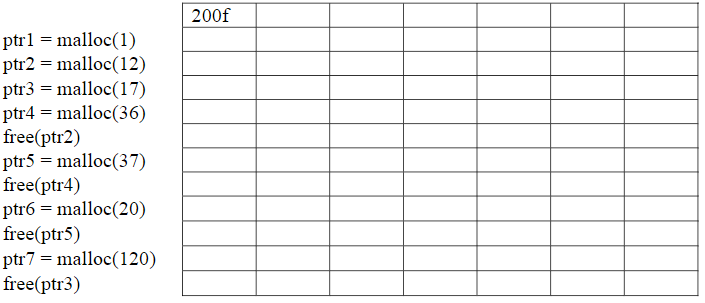 200f
ptr1 = malloc(1)
ptr2 = malloc(12)
ptr3 = malloc(17)
ptr4 = malloc(36)
free(ptr2)
ptr5 = malloc(37)
free(ptr4)
ptr6 = malloc(20)
free(ptr5)
ptr7 = malloc(120)
free(ptr3)